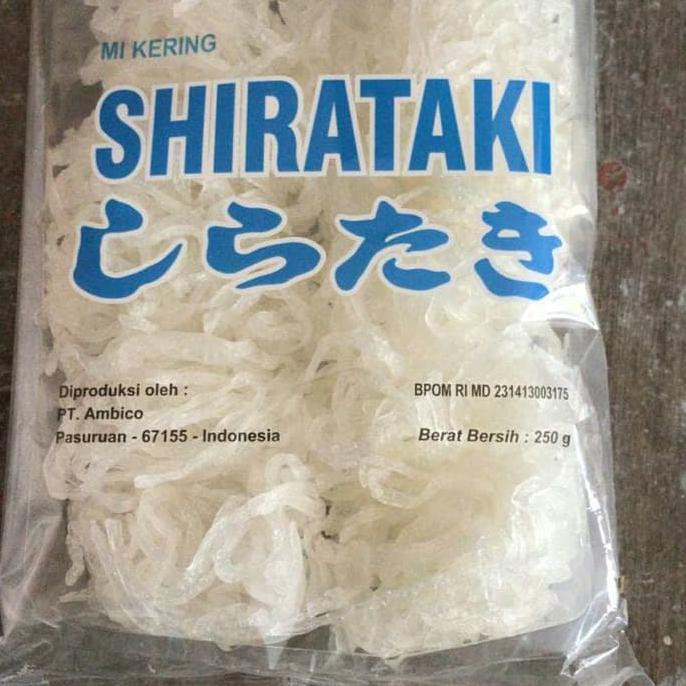 MI KERING
SHIRATAKI
しらたき
Diproduksi oleh :
PT. Ambico
Pasuruan - 67155 - Indonesia
BPOM RI MD 231413003175
Berat Bersih : 250 g